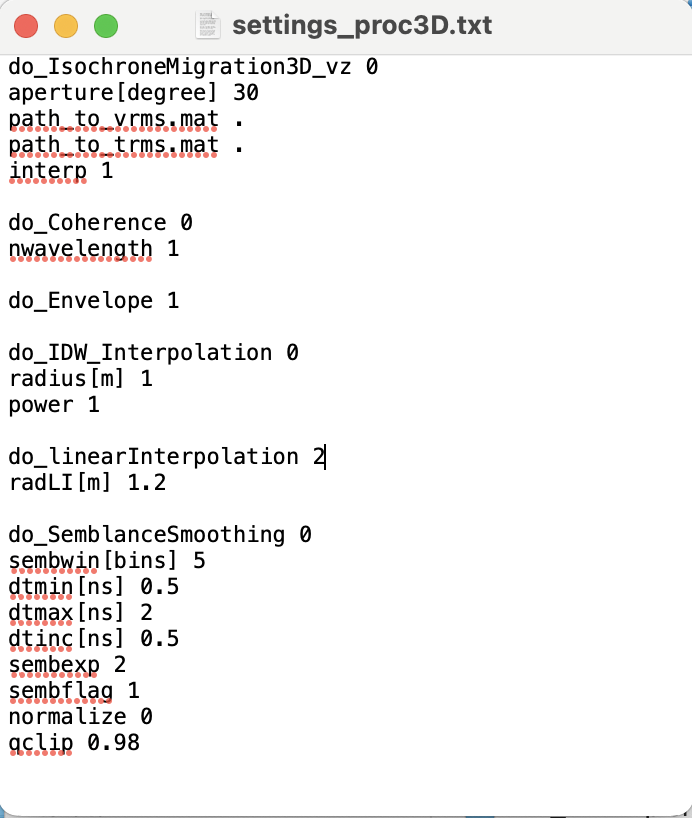 settings_proc3D.txt
do_IsochroneMigration3D_vz 0
aperture[degree] 30
path_to_vrms.mat .
path_to_trms.mat .
interp 1
do_Coherence 0
nwavelength 1
do_Envelope 1
do_IDW_Interpolation 0
radius[m] 1
power 1
do_linearInterpolation 2
radLI[m] 1.2
do_SemblanceSmoothing 0
sembwin[bins] 5
dtmin[ns] 0.5
dtmax[ns] 2
dtinc[ns] 0.5
sembexp 2
sembflag 1
normalize 0
qclip 0.98